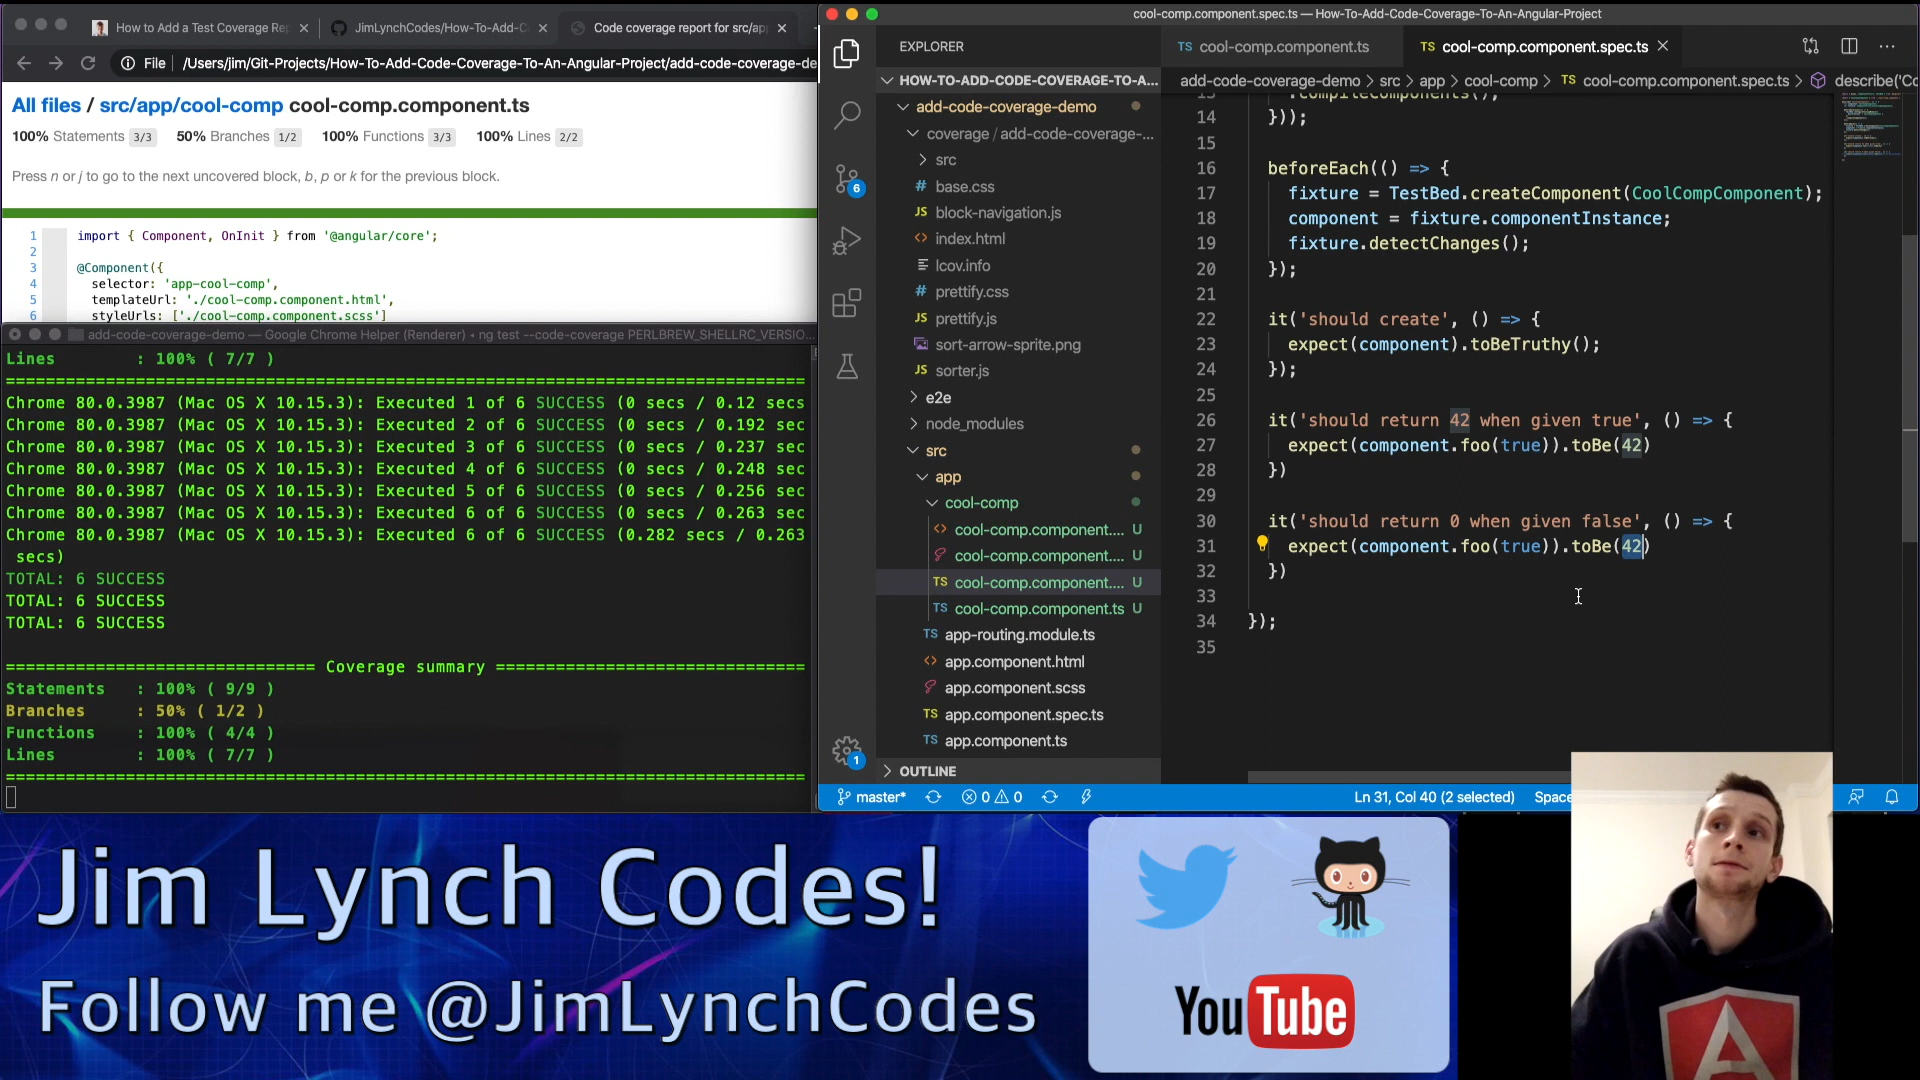 How to Add a Test Coverage Re
JimLynchCodes/How-To-Add-C
Code coverage report for src/ap
File /Users/jim/Git-Projects/How-To-Add-Code-Coverage-To-An-Angular-Project/add-code-coverage-de
All files / src/app/cool-comp cool-comp.component.ts
100% Statements 3/3 50% Branches 1/2 100% Functions 3/3 100% Lines 2/2
Press n or j to go to the next uncovered block, b, p or k for the previous block.
1 import { Component, OnInit } from '@angular/core';
2
3 @Component({
4 selector: 'app-cool-comp',
5 templateUrl: './cool-comp.component.html',
6 styleUrls: ['./cool-comp.component.scss']
add-code-coverage-demo — Google Chrome Helper (Renderer) ◂ ng test --code-coverage PERLBREW_SHELLRC_VERSIO...
Lines : 100% ( 7/7 )
================================================================================
Chrome 80.0.3987 (Mac OS X 10.15.3): Executed 1 of 6 SUCCESS (0 secs / 0.12 secs
Chrome 80.0.3987 (Mac OS X 10.15.3): Executed 2 of 6 SUCCESS (0 secs / 0.192 sec
Chrome 80.0.3987 (Mac OS X 10.15.3): Executed 3 of 6 SUCCESS (0 secs / 0.237 sec
Chrome 80.0.3987 (Mac OS X 10.15.3): Executed 4 of 6 SUCCESS (0 secs / 0.248 sec
Chrome 80.0.3987 (Mac OS X 10.15.3): Executed 5 of 6 SUCCESS (0 secs / 0.256 sec
Chrome 80.0.3987 (Mac OS X 10.15.3): Executed 6 of 6 SUCCESS (0 secs / 0.263 sec
Chrome 80.0.3987 (Mac OS X 10.15.3): Executed 6 of 6 SUCCESS (0.282 secs / 0.263
secs)
TOTAL: 6 SUCCESS
TOTAL: 6 SUCCESS
TOTAL: 6 SUCCESS
=============================== Coverage summary ===============================
Statements : 100% ( 9/9 )
Branches : 50% ( 1/2 )
Functions : 100% ( 4/4 )
Lines : 100% ( 7/7 )
================================================================================
cool-comp.component.spec.ts — How-To-Add-Code-Coverage-To-An-Angular-Project
EXPLORER
HOW-TO-ADD-CODE-COVERAGE-TO-A...
add-code-coverage-demo
coverage / add-code-coverage-...
src
# base.css
JS block-navigation.js
<> index.html
lcov.info
# prettify.css
JS prettify.js
sort-arrow-sprite.png
JS sorter.js
e2e
node_modules
src
app
cool-comp
<> cool-comp.component.... U
cool-comp.component.... U
TS cool-comp.component.... U
TS cool-comp.component.ts U
TS app-routing.module.ts
<> app.component.html
app.component.scss
TS app.component.spec.ts
TS app.component.ts
OUTLINE
6
1
TS cool-comp.component.ts
TS cool-comp.component.spec.ts
add-code-coverage-demo > src > app > cool-comp > TS cool-comp.component.spec.ts > describe('Co
13 .compileComponents();
14 }));
15
16 beforeEach(() => {
17 fixture = TestBed.createComponent(CoolCompComponent);
18 component = fixture.componentInstance;
19 fixture.detectChanges();
20 });
21
22 it('should create', () => {
23 expect(component).toBeTruthy();
24 });
25
26 it('should return 42 when given true', () => {
27 expect(component.foo(true)).toBe(42)
28 })
29
30 it('should return 0 when given false', () => {
31 expect(component.foo(true)).toBe(42)
32 })
33
34 });
35
master* 0 0 Ln 31, Col 40 (2 selected) Space
Jim Lynch Codes!
Follow me @JimLynchCodes
YouTube
A